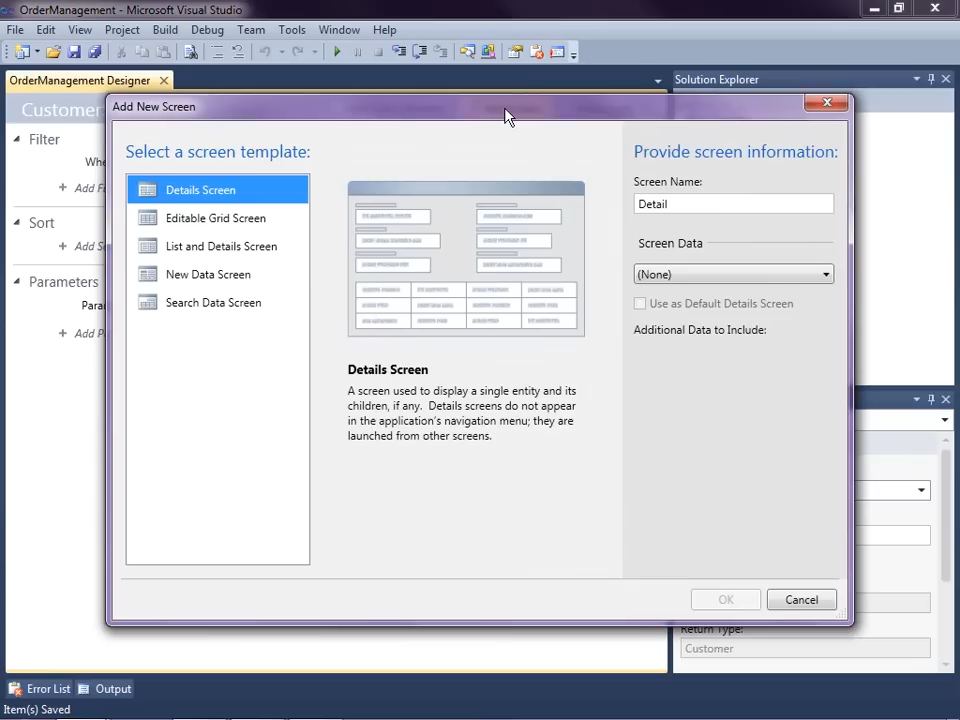 OrderManagement - Microsoft Visual Studio
File Edit View Project Build Debug Team Tools Window Help
OrderManagement Designer
Solution Explorer
Customer
Add New Screen
Filter
Whe
Add F
Sort
Add S
Parameters
Para
Add P
Select a screen template:
Details Screen
Editable Grid Screen
List and Details Screen
New Data Screen
Search Data Screen
Details Screen
A screen used to display a single entity and its
children, if any. Details screens do not appear
in the application's navigation menu; they are
launched from other screens.
Provide screen information:
Screen Name:
Detail
Screen Data
(None)
Use as Default Details Screen
Additional Data to Include:
OK Cancel
Return Type:
Customer
Error List Output
Item(s) Saved